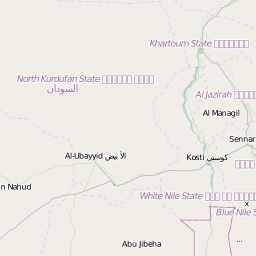 Khartoum State
North Kurdufan State
السودان
Al Jazirah
Al Managil
Sennar
Al-Ubayyid الأبيض
Kosti كوستي
n Nahud
White Nile State
x
Blue Nile S
Abu Jibeha
...